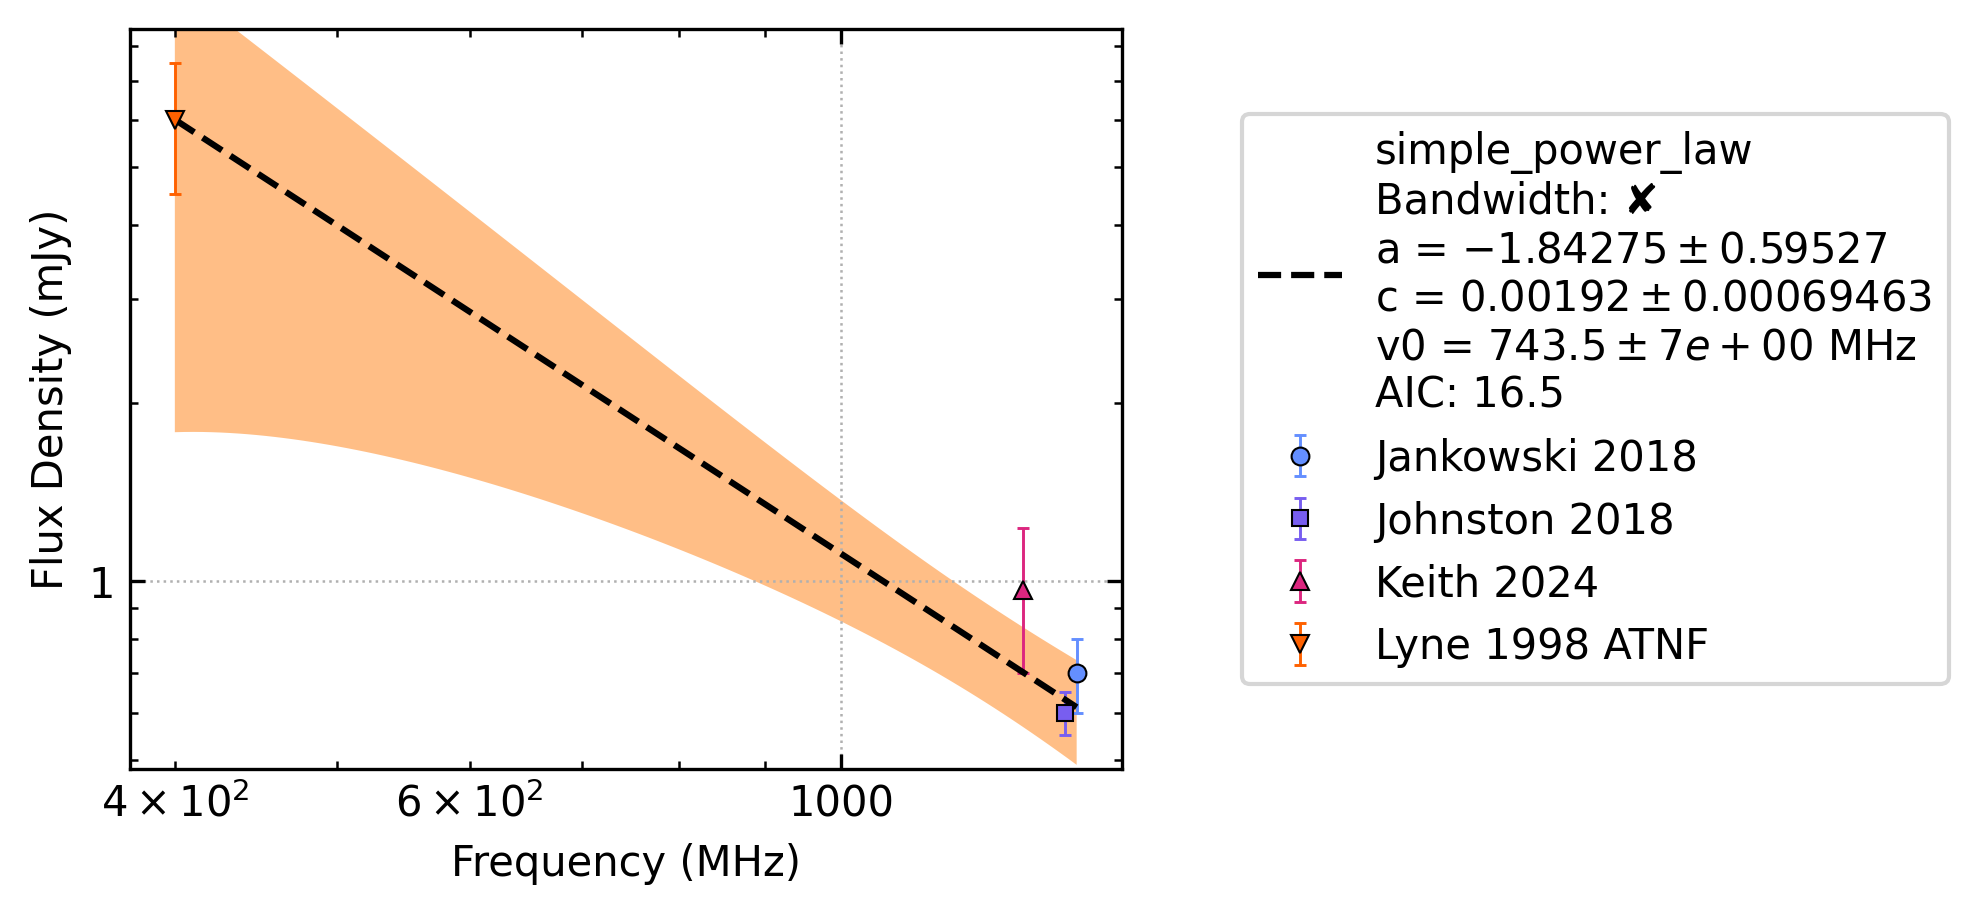 Flux Density (mJy)
1
4 × 10²
6 × 10²
1000
Frequency (MHz)
simple_power_law
Bandwidth: ✘
a = −1.84275 ± 0.59527
c = 0.00192 ± 0.00069463
v0 = 743.5 ± 7e + 00 MHz
AIC: 16.5
Jankowski 2018
Johnston 2018
Keith 2024
Lyne 1998 ATNF